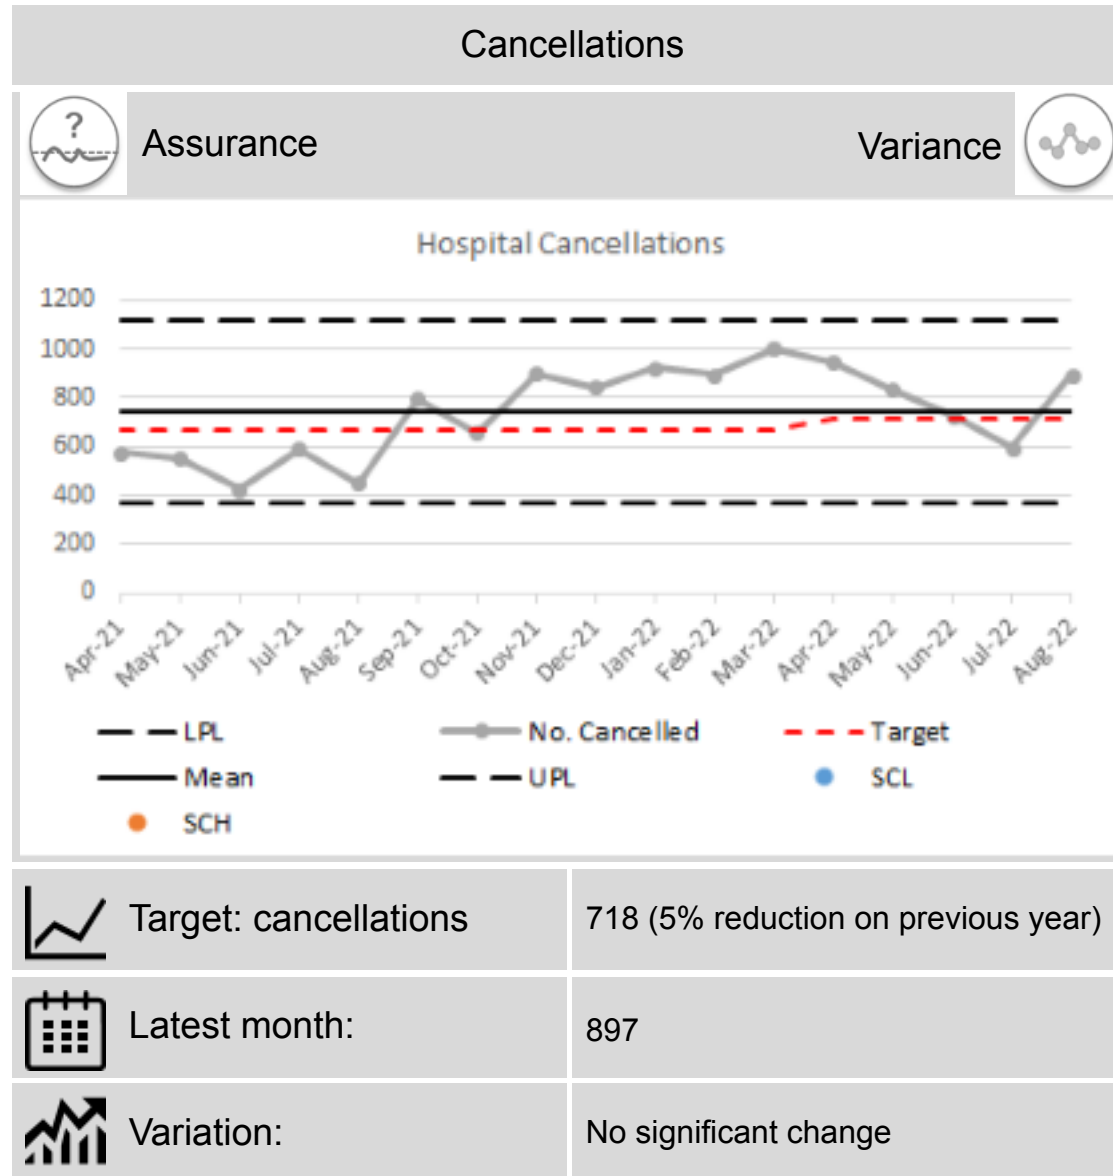 Cancellations
?
Assurance
Variance
Hospital Cancellations
1200
1000
800
600
400
200
0
Apr-21 May-21 Jun-21 Jul-21 Aug-21 Sep-21 Oct-21 Nov-21 Dec-21 Jan-22 Feb-22 Mar-22 Apr-22 May-22 Jun-22 Jul-22 Aug-22
LPL No. Cancelled Target
Mean UPL SCL
SCH
Target: cancellations 718 (5% reduction on previous year)
Latest month: 897
Variation: No significant change